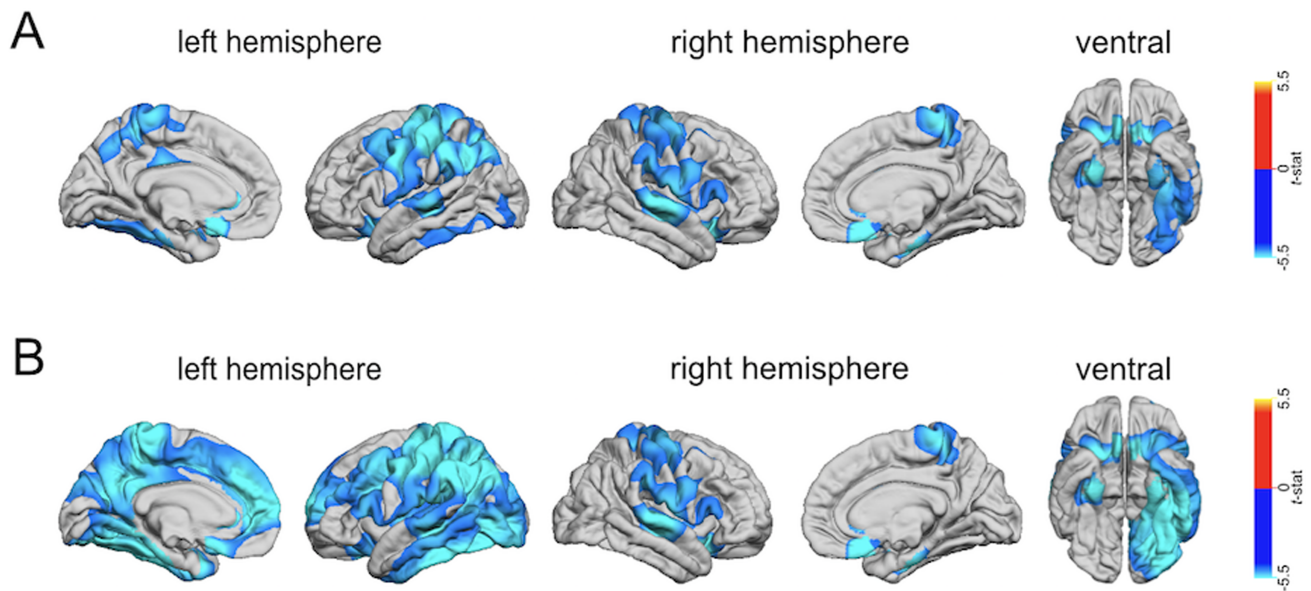 A
left hemisphere
right hemisphere
ventral
5.5
0
t-stat
-5.5
B
left hemisphere
right hemisphere
ventral
5.5
0
t-stat
-5.5